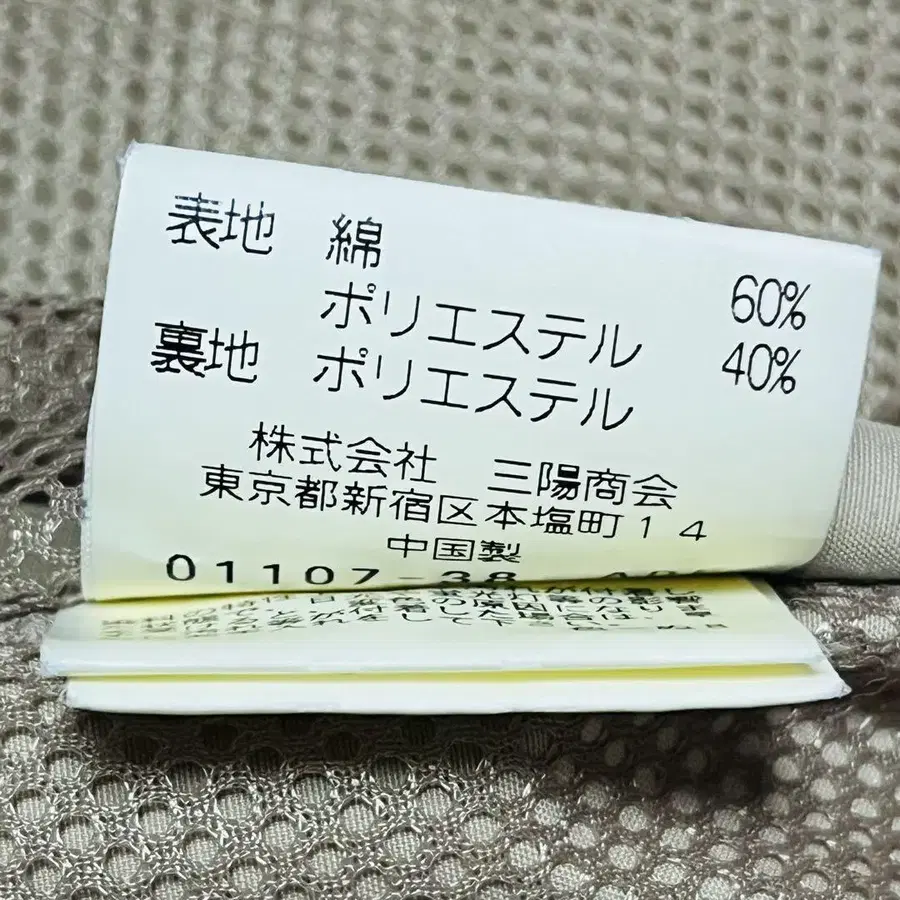 表地 綿 60%
ポリエステル 40%
裏地 ポリエステル
株式会社 三陽商会
東京都新宿区本塩町14
中国製
01107-38